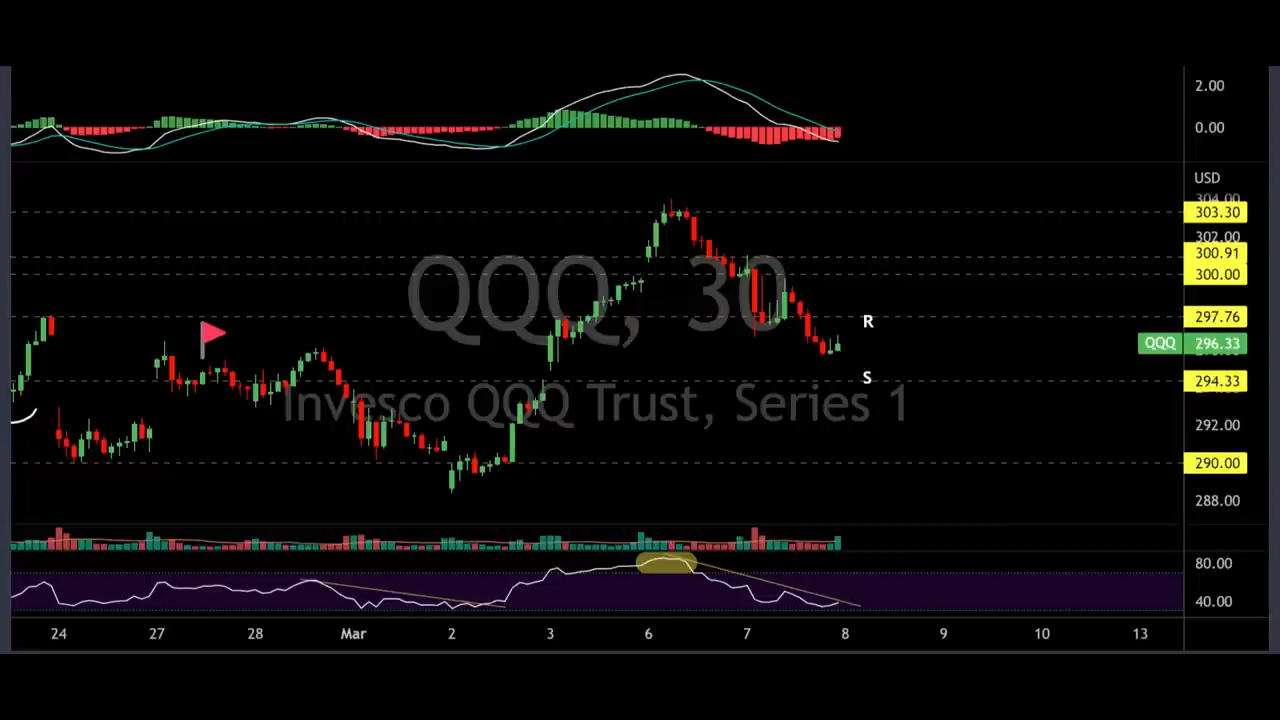 2.00
0.00
USD
304.00
303.30
302.00
300.91
300.00
QQQ, 30
297.76
R
QQQ 296.33
S
294.33
Invesco QQQ Trust, Series 1
292.00
290.00
288.00
80.00
40.00
24 27 28 Mar 2 3 6 7 8 9 10 13